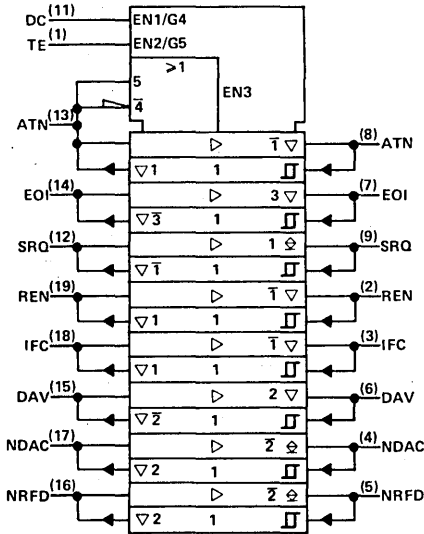 DC (11) EN1/G4
TE (1) EN2/G5
≥1
5 EN3
4̅
ATN (13)
▷ 1̅ ▽ (8) ATN
▽1 1
EOI (14) ▷ 3 ▽ (7) EOI
▽3̅ 1
SRQ (12) ▷ 1 (9) SRQ
▽1̅ 1
REN (19) ▷ 1̅ ▽ (2) REN
▽1 1
IFC (18) ▷ 1̅ ▽ (3) IFC
▽1 1
DAV (15) ▷ 2 ▽ (6) DAV
▽2̅ 1
NDAC (17) ▷ 2̅ (4) NDAC
▽2 1
NRFD (16) ▷ 2̅ (5) NRFD
▽2 1